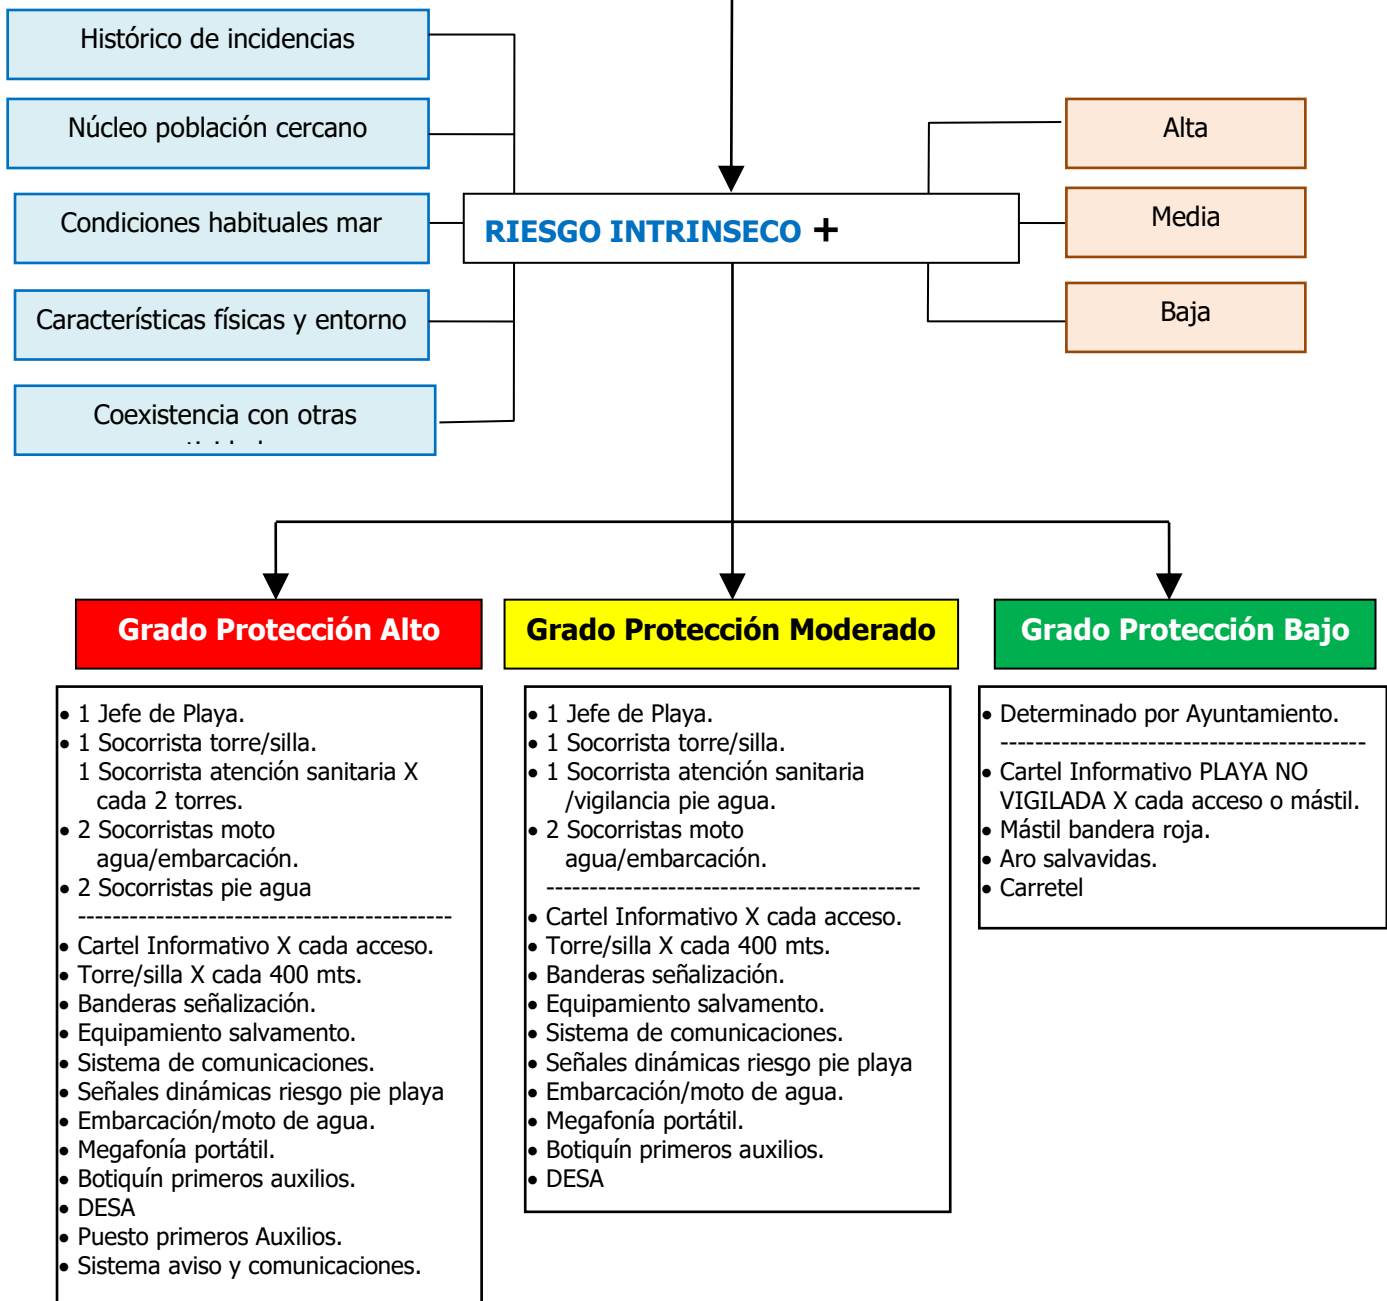 Histórico de incidencias
Núcleo población cercano
Condiciones habituales mar
Características físicas y entorno
Coexistencia con otras
RIESGO INTRINSECO +
Alta
Media
Baja
Grado Protección Alto
• 1 Jefe de Playa.
• 1 Socorrista torre/silla.
1 Socorrista atención sanitaria X
cada 2 torres.
• 2 Socorristas moto
agua/embarcación.
• 2 Socorristas pie agua
-------------------------------------------
• Cartel Informativo X cada acceso.
• Torre/silla X cada 400 mts.
• Banderas señalización.
• Equipamiento salvamento.
• Sistema de comunicaciones.
• Señales dinámicas riesgo pie playa
• Embarcación/moto de agua.
• Megafonía portátil.
• Botiquín primeros auxilios.
• DESA
• Puesto primeros Auxilios.
• Sistema aviso y comunicaciones.
Grado Protección Moderado
• 1 Jefe de Playa.
• 1 Socorrista torre/silla.
• 1 Socorrista atención sanitaria
/vigilancia pie agua.
• 2 Socorristas moto
agua/embarcación.
-------------------------------------------
• Cartel Informativo X cada acceso.
• Torre/silla X cada 400 mts.
• Banderas señalización.
• Equipamiento salvamento.
• Sistema de comunicaciones.
• Señales dinámicas riesgo pie playa
• Embarcación/moto de agua.
• Megafonía portátil.
• Botiquín primeros auxilios.
• DESA
Grado Protección Bajo
• Determinado por Ayuntamiento.
------------------------------------------
• Cartel Informativo PLAYA NO
VIGILADA X cada acceso o mástil.
• Mástil bandera roja.
• Aro salvavidas.
• Carretel